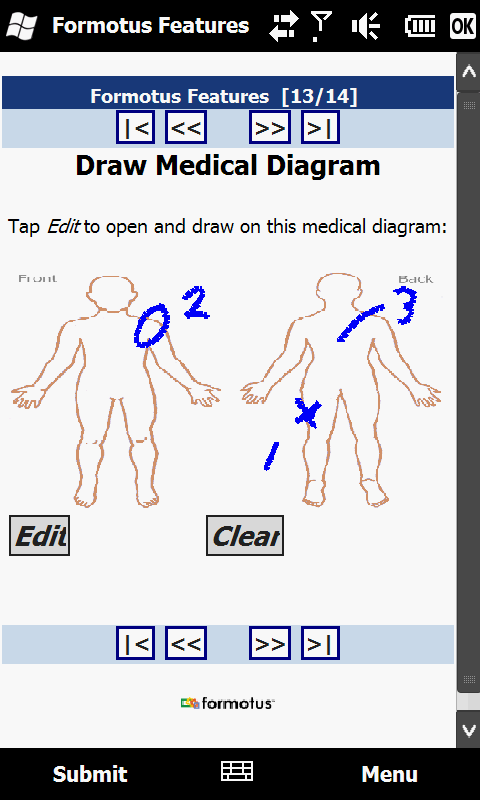 Formotus Features OK
Formotus Features [13/14]
|< << >> >|
Draw Medical Diagram
Tap Edit to open and draw on this medical diagram:
Front Back
2 3
1
Edit Clear
|< << >> >|
formotus
Submit Menu